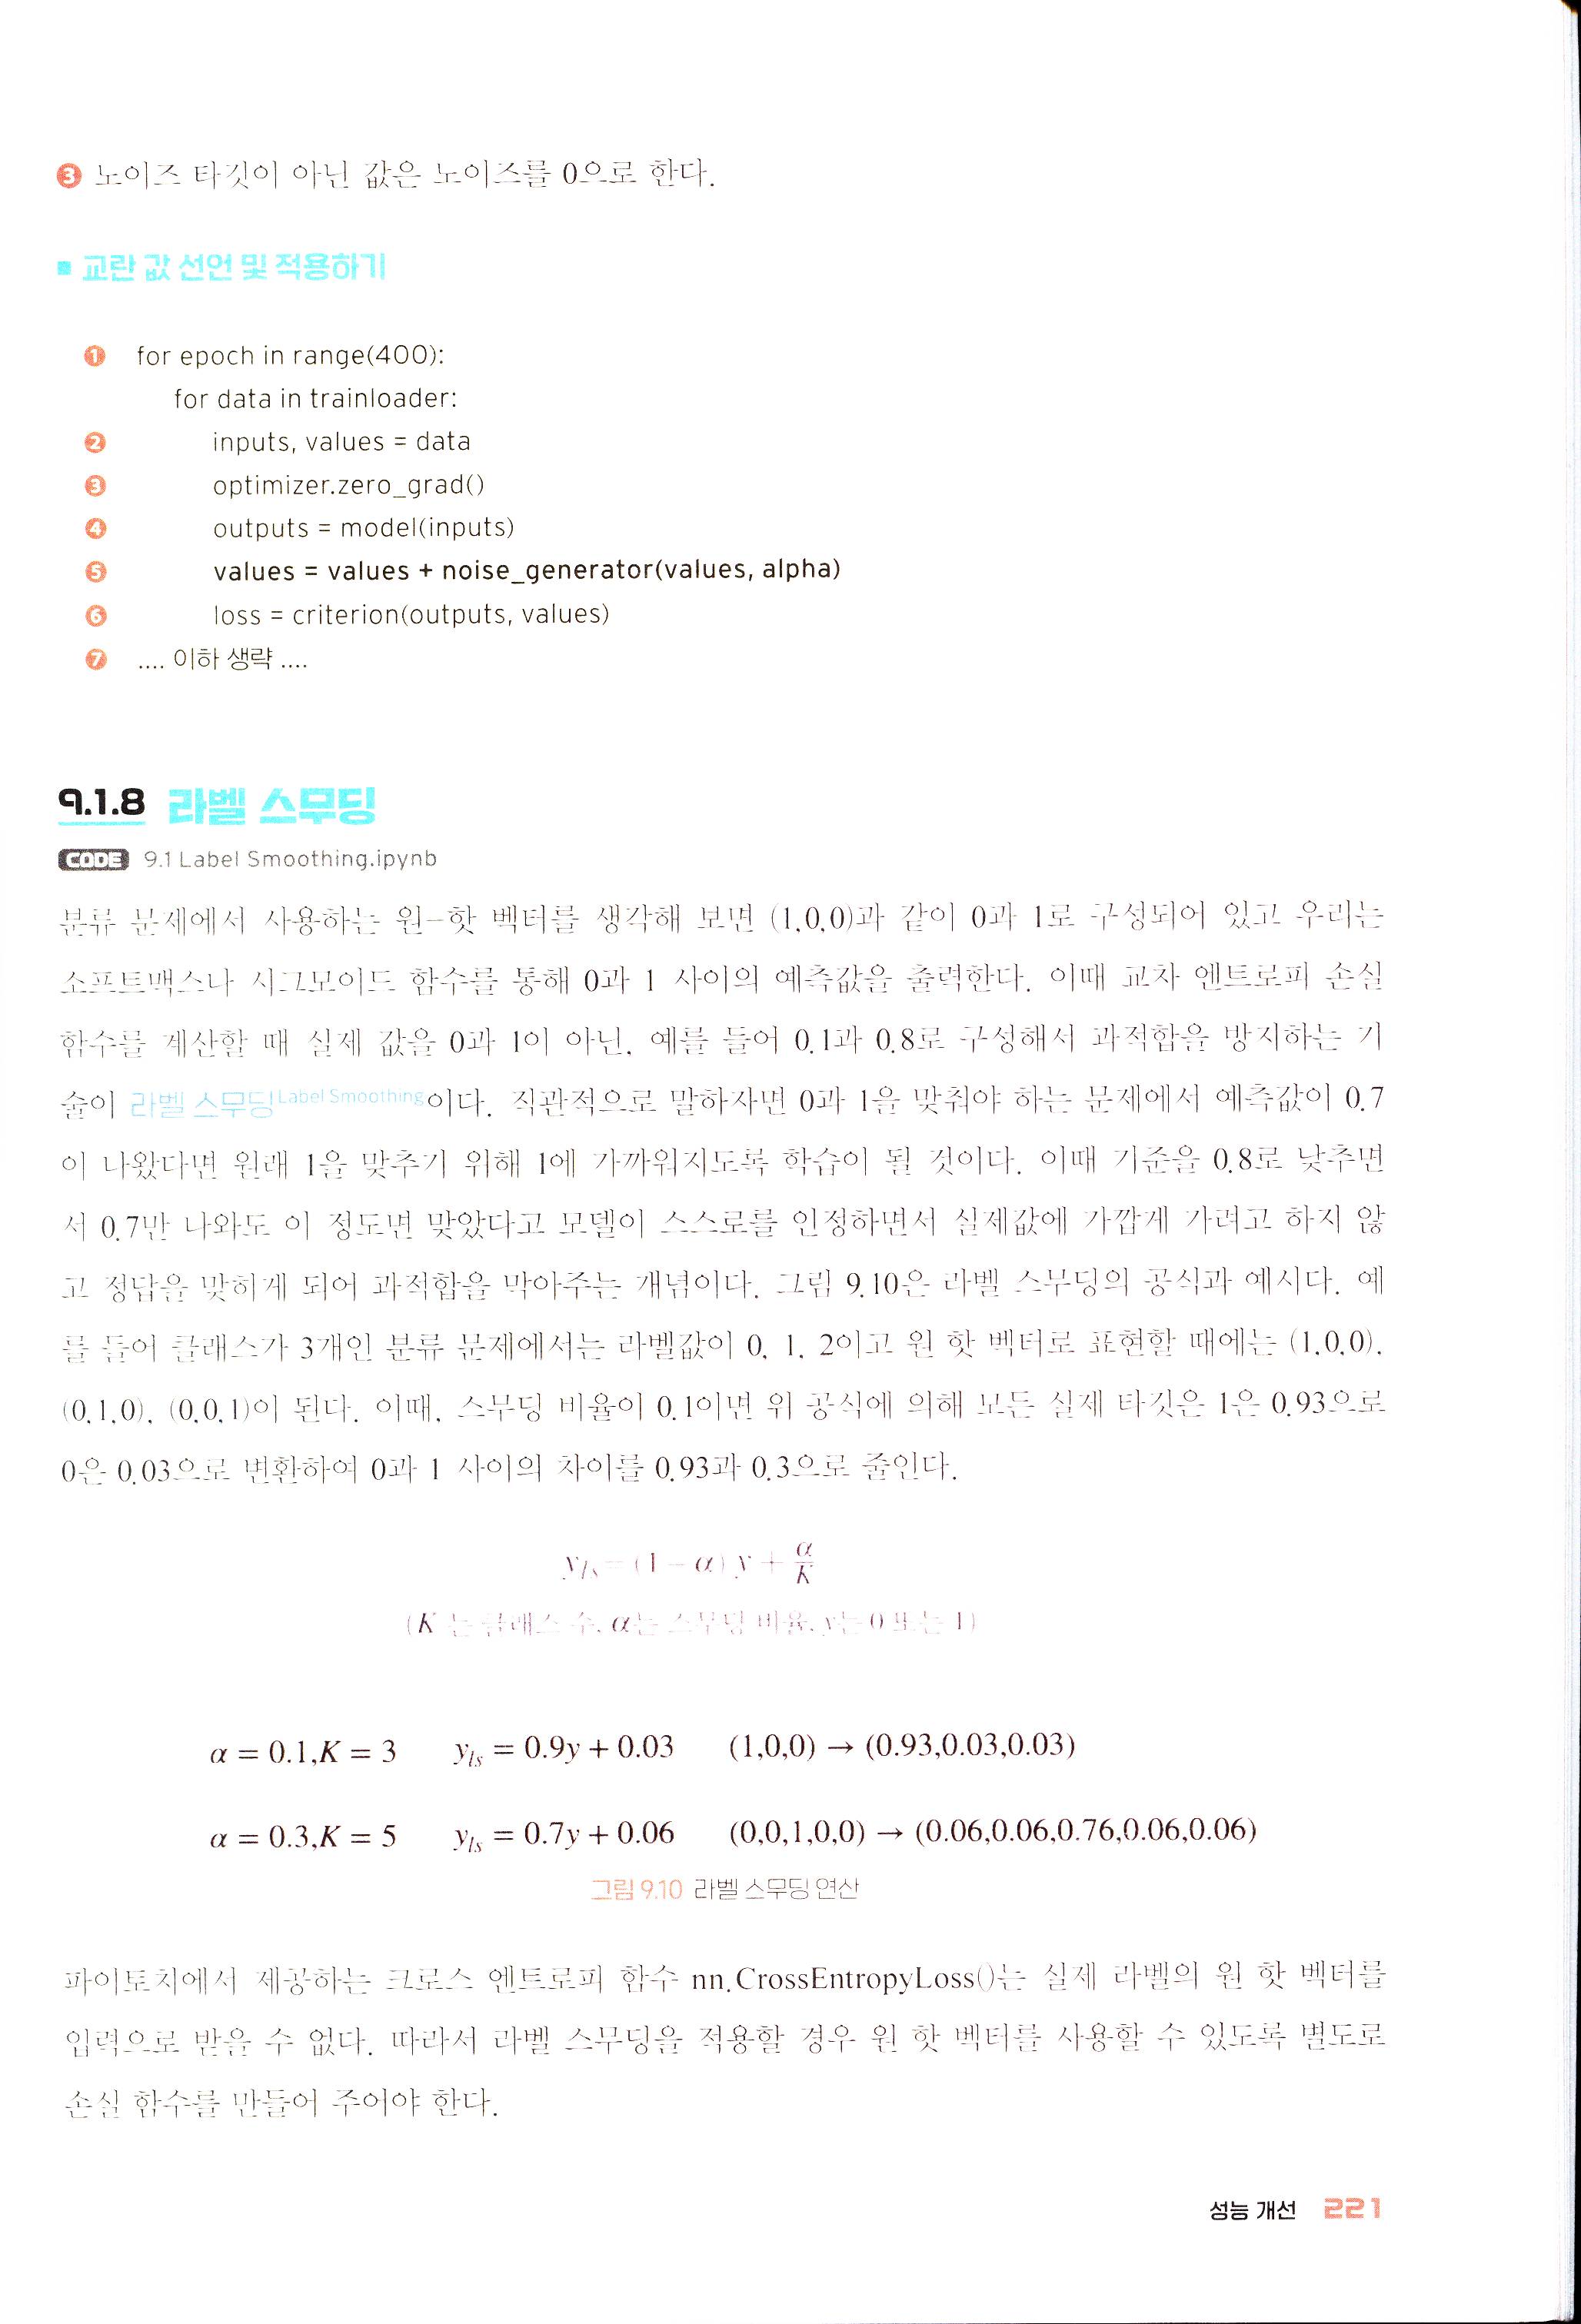 ❸ 노이즈 타깃이 아닌 값은 노이즈를 0으로 한다.
▪ 교란 값 선언 및 적용하기
❶ for epoch in range(400):
for data in trainloader:
❷ inputs, values = data
❸ optimizer.zero_grad()
❹ outputs = model(inputs)
❺ values = values + noise_generator(values, alpha)
❻ loss = criterion(outputs, values)
❼ .... 이하 생략 ....
9.1.8 라벨 스무딩
CODE 9.1 Label Smoothing.ipynb
분류 문제에서 사용하는 원-핫 벡터를 생각해 보면 (1,0,0)과 같이 0과 1로 구성되어 있고 우리는
소프트맥스나 시그모이드 함수를 통해 0과 1 사이의 예측값을 출력한다. 이때 교차 엔트로피 손실
함수를 계산할 때 실제 값을 0과 1이 아닌, 예를 들어 0.1과 0.8로 구성해서 과적합을 방지하는 기
술이 라벨 스무딩Label Smoothing이다. 직관적으로 말하자면 0과 1을 맞춰야 하는 문제에서 예측값이 0.7
이 나왔다면 원래 1을 맞추기 위해 1에 가까워지도록 학습이 될 것이다. 이때 기준을 0.8로 낮추면
서 0.7만 나와도 이 정도면 맞았다고 모델이 스스로를 인정하면서 실제값에 가깝게 가려고 하지 않
고 정답을 맞히게 되어 과적합을 막아주는 개념이다. 그림 9.10은 라벨 스무딩의 공식과 예시다. 예
를 들어 클래스가 3개인 분류 문제에서는 라벨값이 0, 1, 2이고 원 핫 벡터로 표현할 때에는 (1,0,0),
(0,1,0), (0,0,1)이 된다. 이때, 스무딩 비율이 0.1이면 위 공식에 의해 모든 실제 타깃은 1은 0.93으로
0은 0.03으로 변환하여 0과 1 사이의 차이를 0.93과 0.3으로 줄인다.
y_ls = (1 − α) y + α/K
(K는 클래스 수, α는 스무딩 비율, y는 0 또는 1)
α = 0.1,K = 3 y_ls = 0.9y + 0.03 (1,0,0) → (0.93,0.03,0.03)
α = 0.3,K = 5 y_ls = 0.7y + 0.06 (0,0,1,0,0) → (0.06,0.06,0.76,0.06,0.06)
그림 9.10 라벨 스무딩 연산
파이토치에서 제공하는 크로스 엔트로피 함수 nn.CrossEntropyLoss()는 실제 라벨의 원 핫 벡터를
입력으로 받을 수 없다. 따라서 라벨 스무딩을 적용할 경우 원 핫 벡터를 사용할 수 있도록 별도로
손실 함수를 만들어 주어야 한다.
성능 개선 221